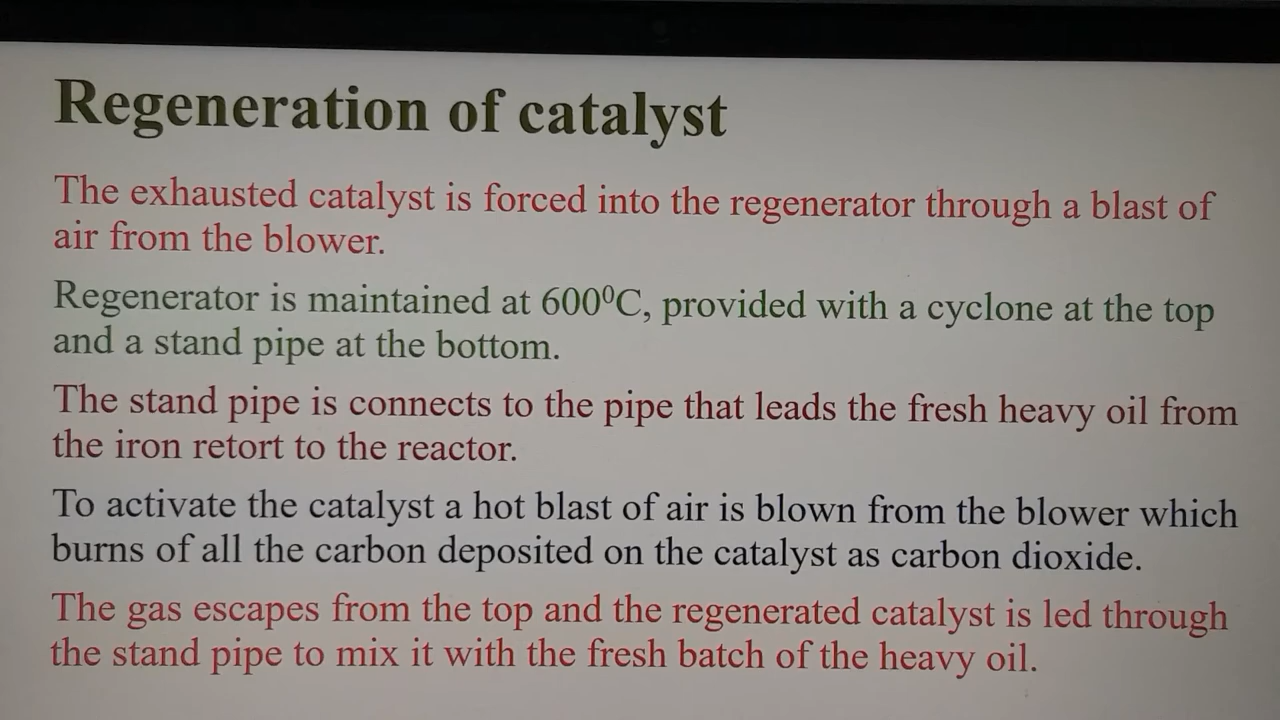 Regeneration of catalyst
The exhausted catalyst is forced into the regenerator through a blast of
air from the blower.
Regenerator is maintained at 600⁰C, provided with a cyclone at the top
and a stand pipe at the bottom.
The stand pipe is connects to the pipe that leads the fresh heavy oil from
the iron retort to the reactor.
To activate the catalyst a hot blast of air is blown from the blower which
burns of all the carbon deposited on the catalyst as carbon dioxide.
The gas escapes from the top and the regenerated catalyst is led through
the stand pipe to mix it with the fresh batch of the heavy oil.